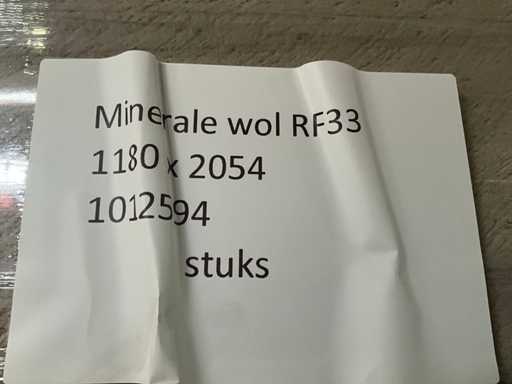 Minerale wol RF33
1180 x 2054
1012594
stuks